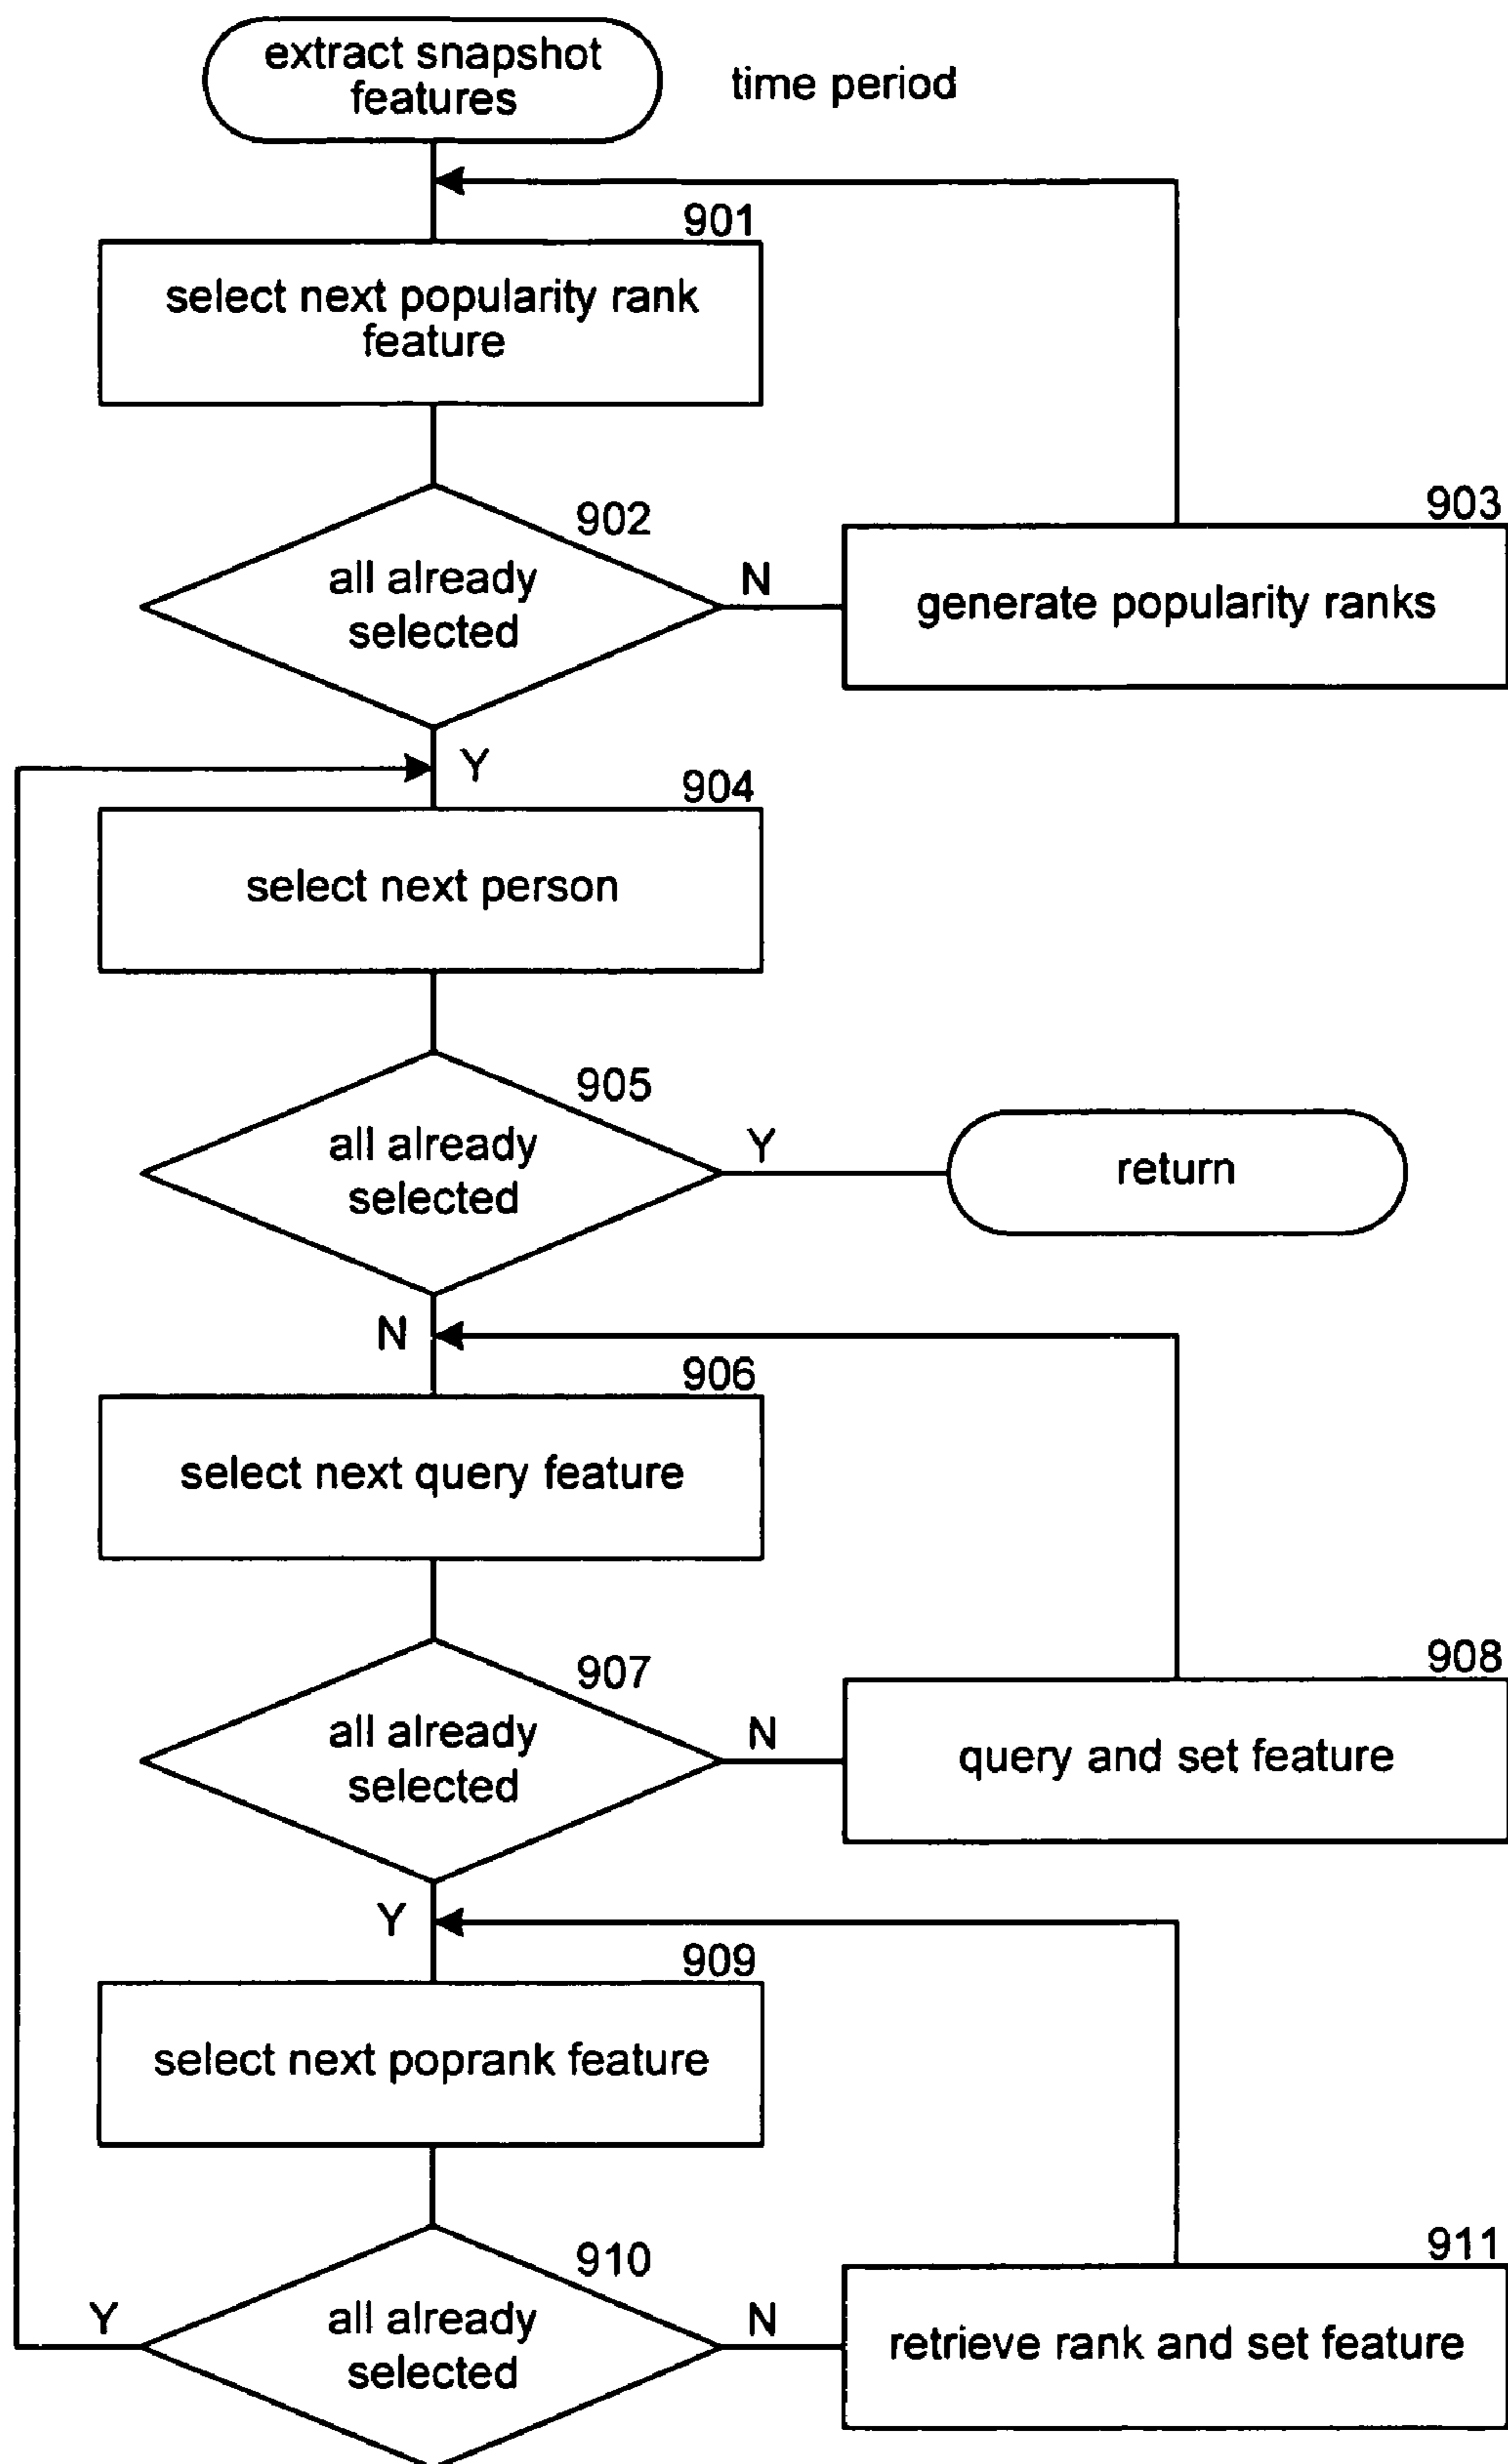 extract snapshot
features
time period
901
select next popularity rank
feature
902
all already
selected
N
903
generate popularity ranks
Y
904
select next person
905
all already
selected
Y
return
N
906
select next query feature
907
all already
selected
N
908
query and set feature
Y
909
select next poprank feature
910
all already
selected
Y
N
911
retrieve rank and set feature